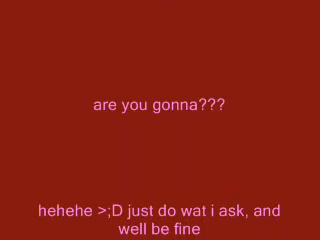 are you gonna???
hehehe >;D just do wat i ask, and
well be fine